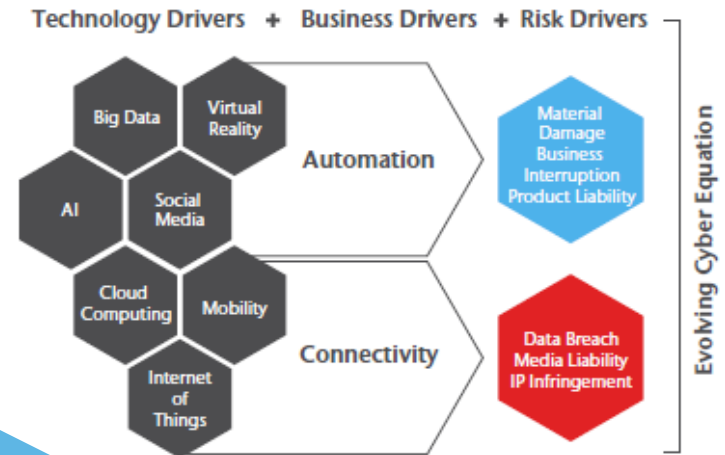 Technology Drivers + Business Drivers + Risk Drivers
Big Data
Virtual
Reality
AI
Social
Media
Cloud
Computing
Mobility
Internet
of
Things
Automation
Connectivity
Material
Damage
Business
Interruption
Product Liability
Data Breach
Media Liability
IP Infringement
Evolving Cyber Equation